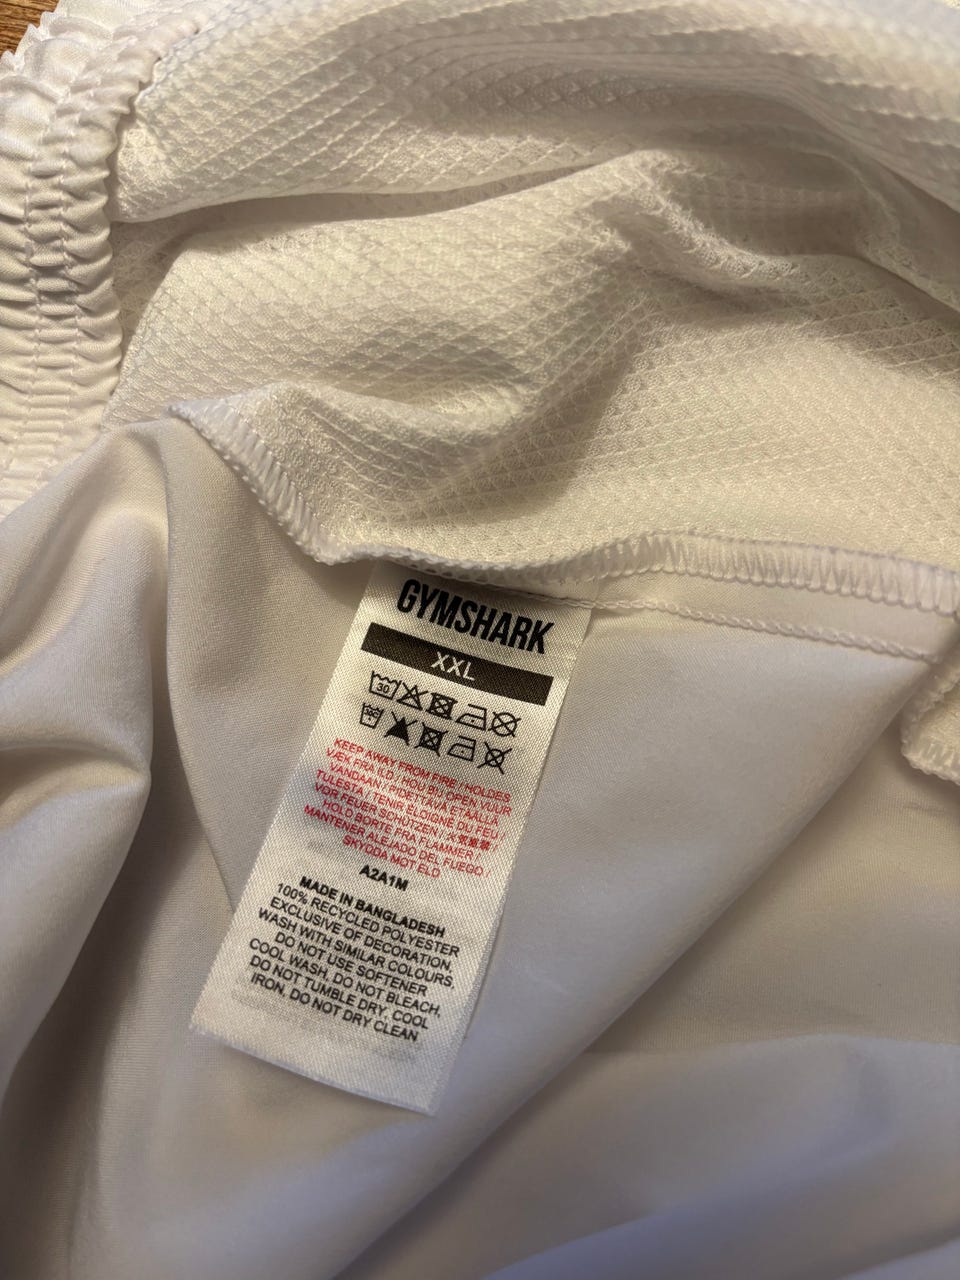 GYMSHARK
XXL
30
KEEP AWAY FROM FIRE / HOLDES
VÆK FRA ILD / HOU BIJ OPEN VUUR
VANDAAN / PIDETTÄVÄ ETÄÄLLÄ
TULESTA / TENIR ÉLOIGNÉ DU FEU /
VOR FEUER SCHÜTZEN /
HOLD BORTE FRA FLAMMER /
MANTENER ALEJADO DEL FUEGO /
SKYDDA MOT ELD
A2A1M
MADE IN BANGLADESH
100% RECYCLED POLYESTER
EXCLUSIVE OF DECORATION.
WASH WITH SIMILAR COLOURS.
DO NOT USE SOFTENER
COOL WASH, DO NOT BLEACH,
DO NOT TUMBLE DRY, COOL
IRON, DO NOT DRY CLEAN